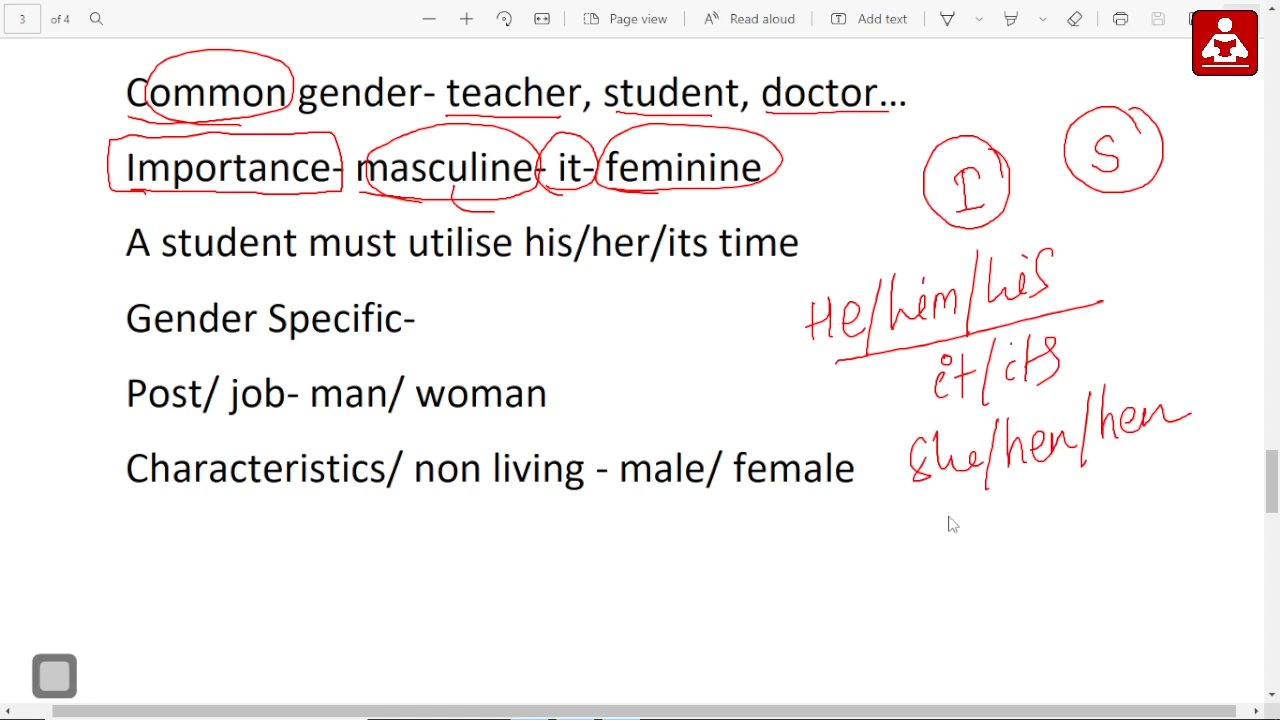 3 of 4 Page view Read aloud Add text
Common gender- teacher, student, doctor...
S
Importance- masculine- it- feminine
I
A student must utilise his/her/its time
He/him/his
Gender Specific-
it/its
Post/ job- man/ woman
She/her/her
Characteristics/ non living - male/ female